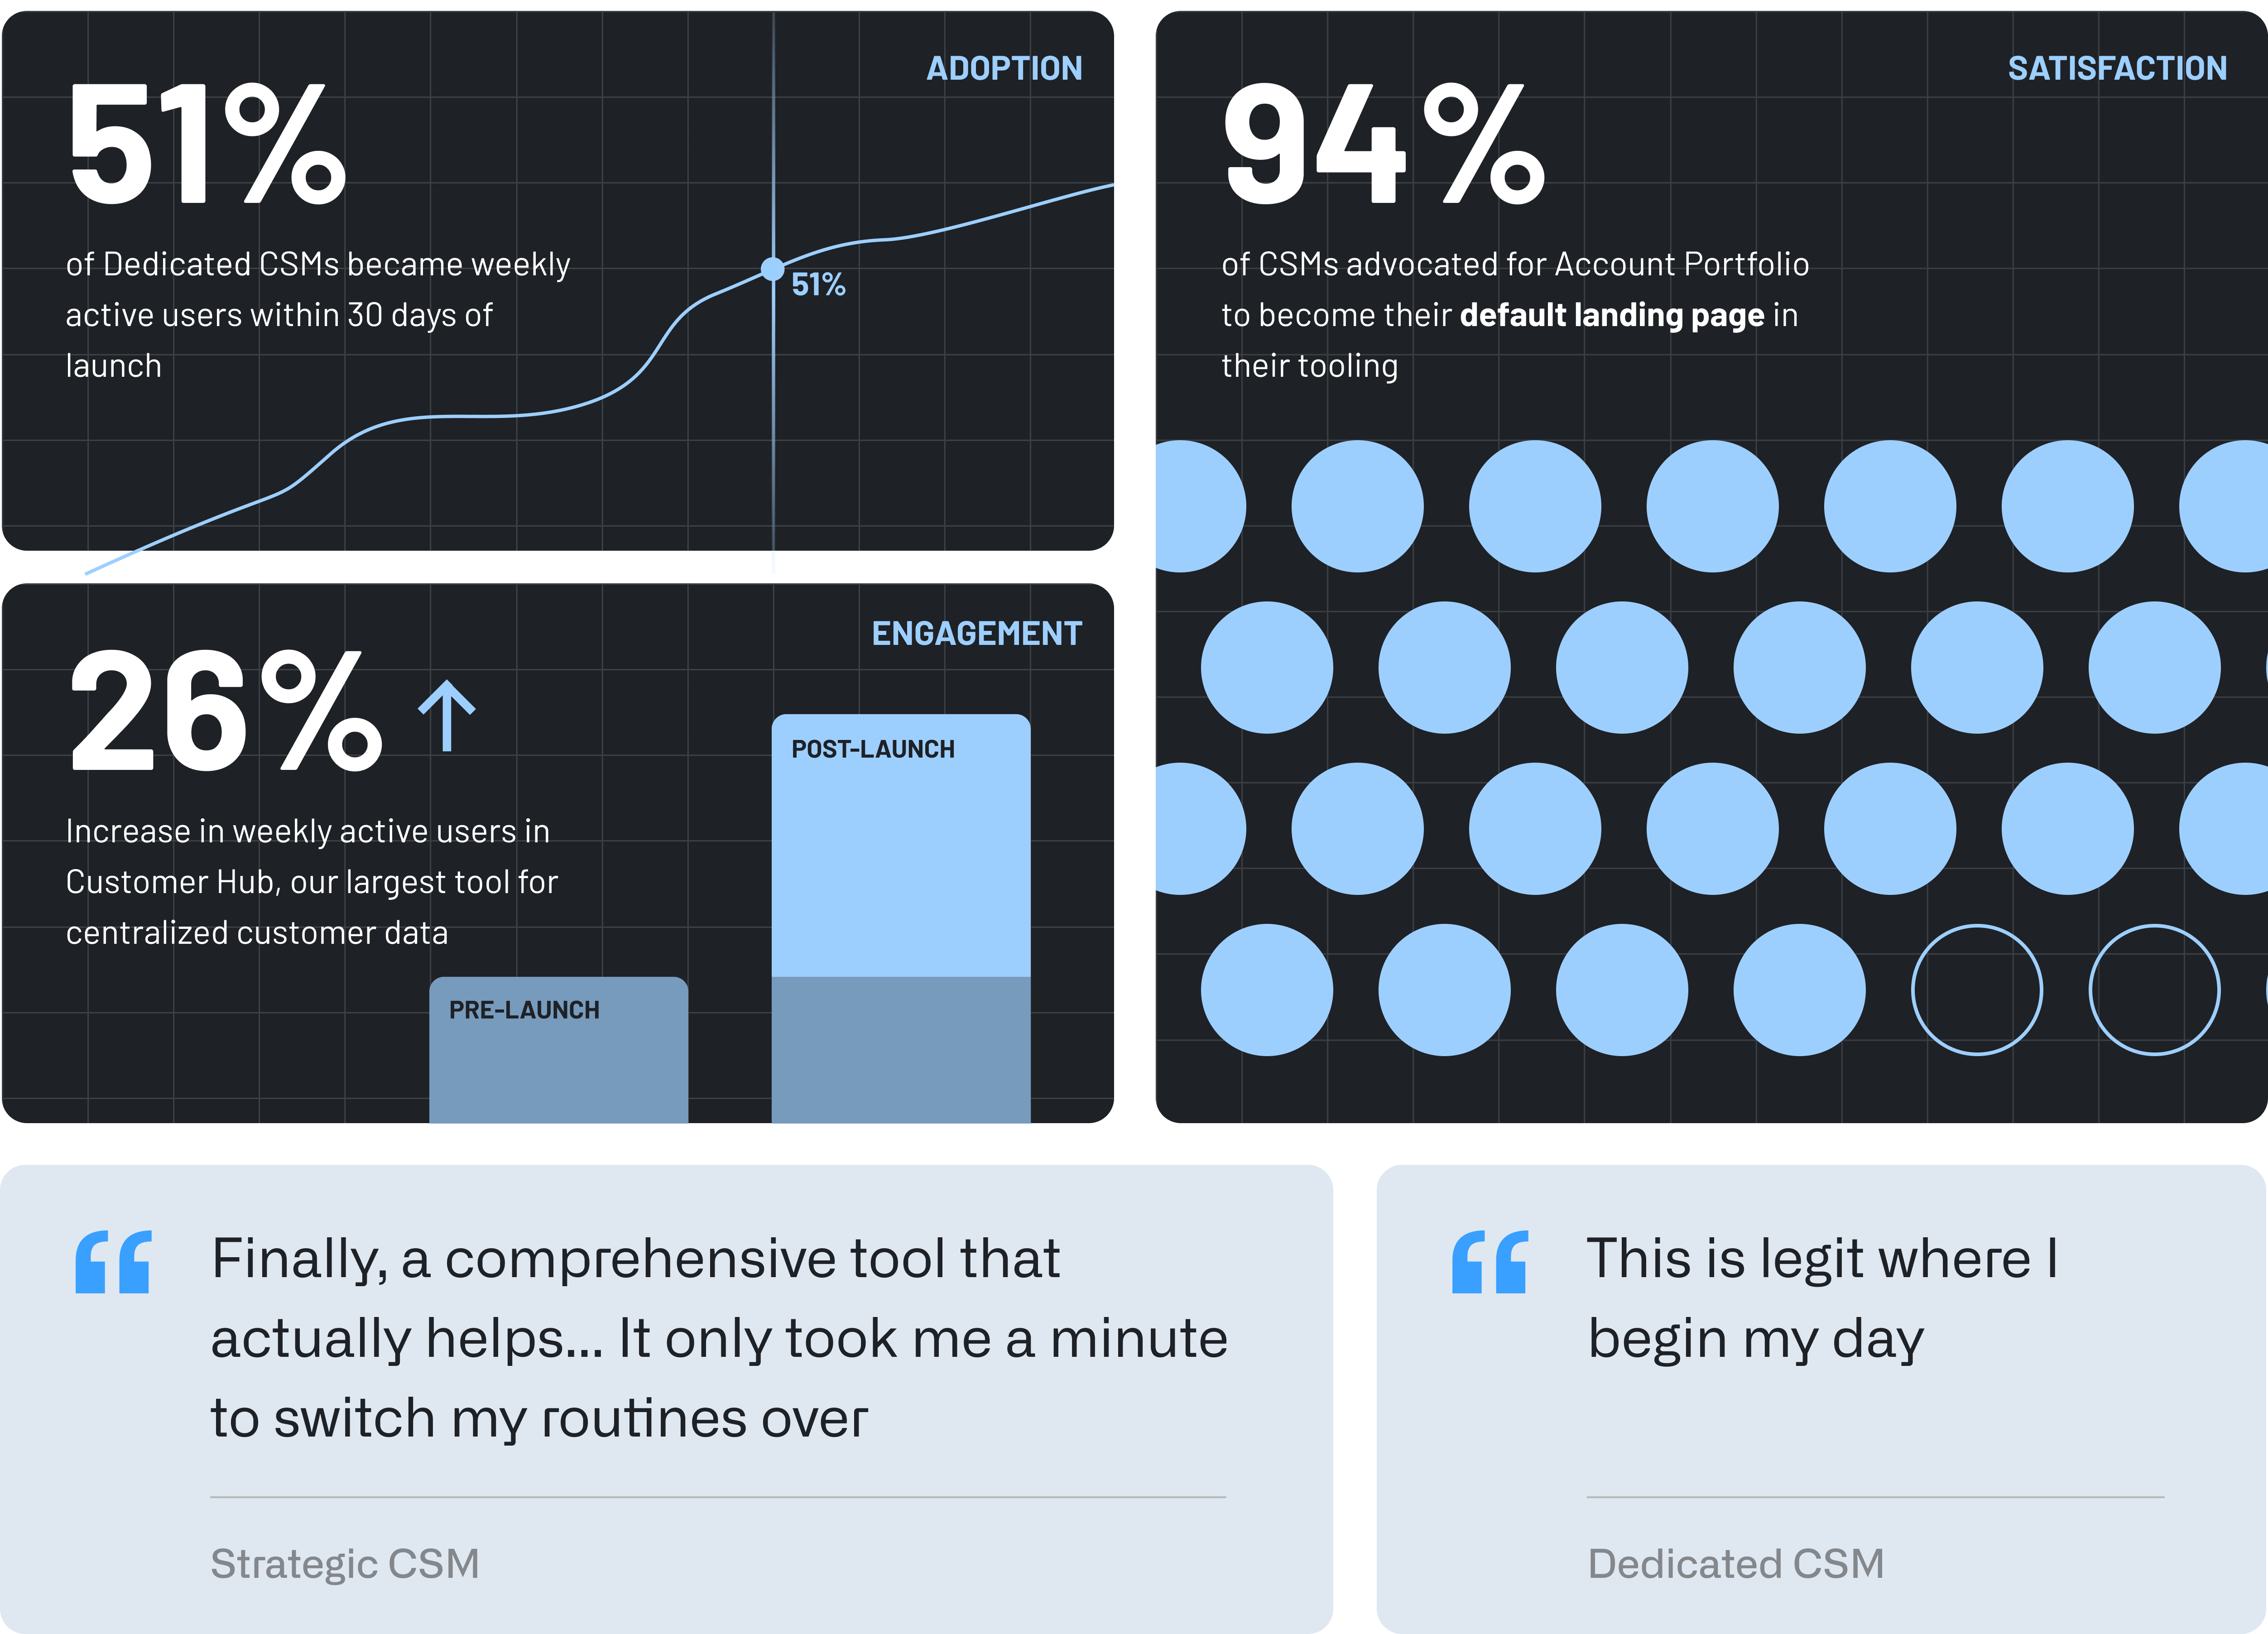 ADOPTION
51%
of Dedicated CSMs became weekly
active users within 30 days of
launch
51%
ENGAGEMENT
26%
Increase in weekly active users in
Customer Hub, our largest tool for
centralized customer data
POST-LAUNCH
PRE-LAUNCH
SATISFACTION
94%
of CSMs advocated for Account Portfolio
to become their default landing page in
their tooling
Finally, a comprehensive tool that
actually helps... It only took me a minute
to switch my routines over
Strategic CSM
This is legit where I
begin my day
Dedicated CSM